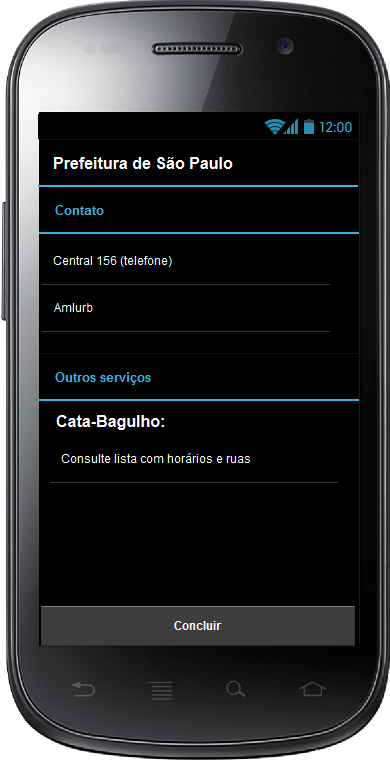 12:00
Prefeitura de São Paulo
Contato
Central 156 (telefone)
Amlurb
Outros serviços
Cata-Bagulho:
Consulte lista com horários e ruas
Concluir